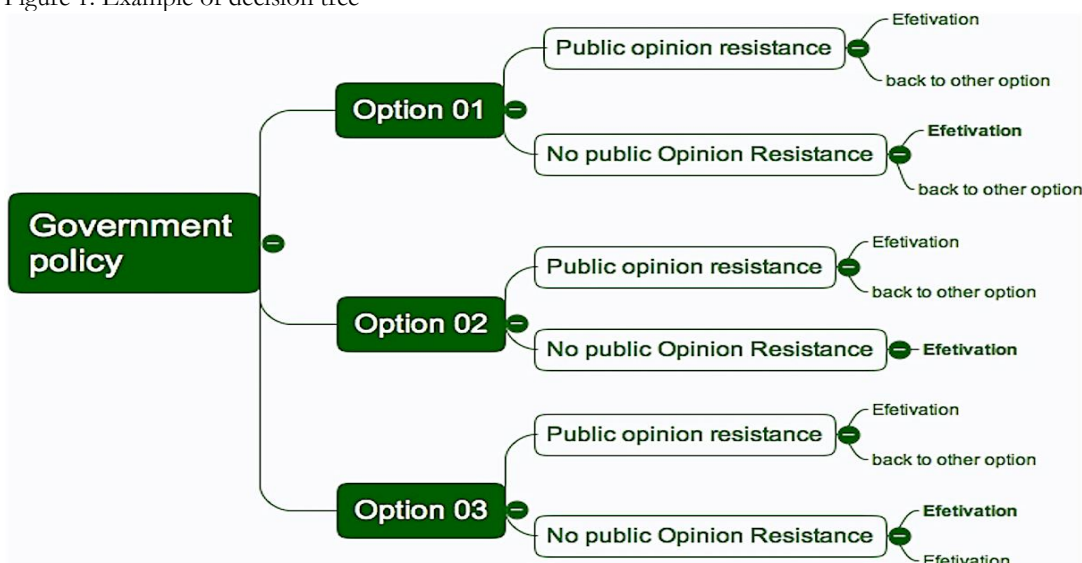 Figure 1: Example of decision tree
Efetivation
Public opinion resistance
back to other option
Option 01
Efetivation
No public Opinion Resistance
back to other option
Government
policy
Efetivation
Public opinion resistance
back to other option
Option 02
No public Opinion Resistance
Efetivation
Efetivation
Public opinion resistance
back to other option
Option 03
Efetivation
No public Opinion Resistance
Efetivation